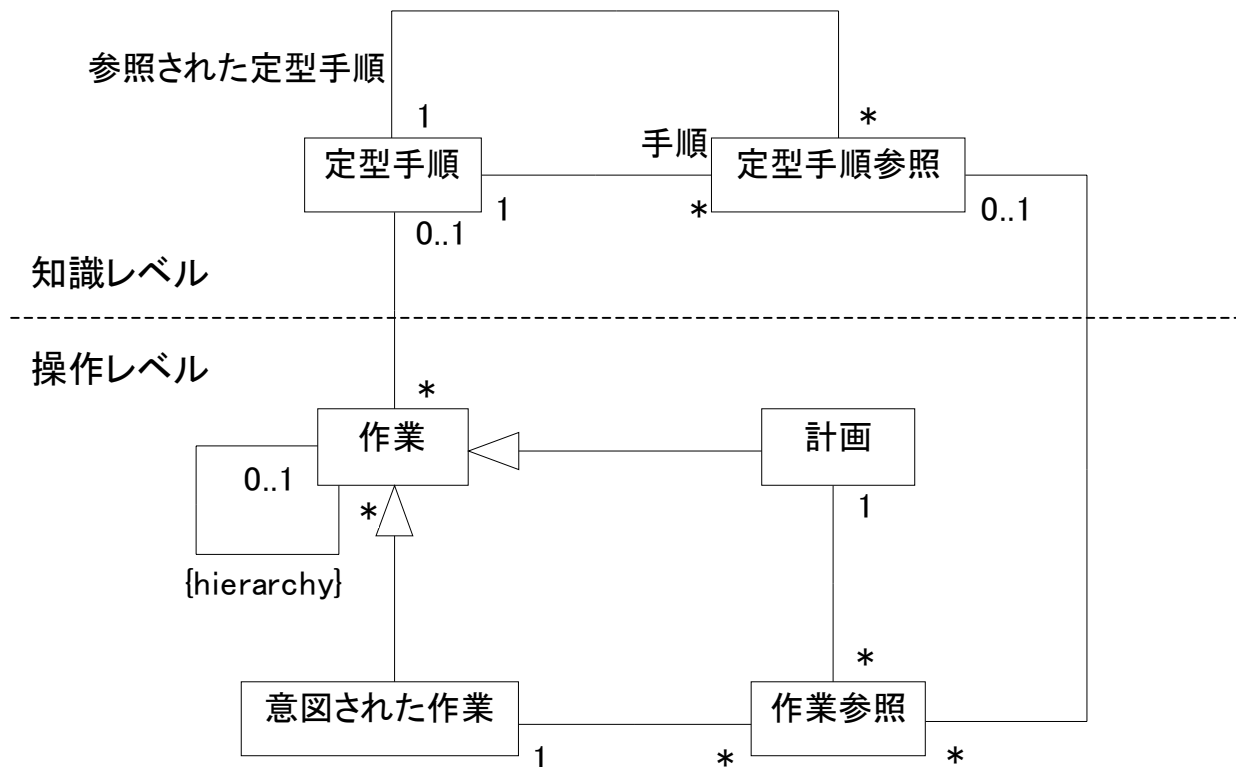 参照された定型手順
1
*
定型手順
手順
定型手順参照
1
*
0..1
0..1
知識レベル
操作レベル
*
作業
計画
0..1
*
1
{hierarchy}
*
意図された作業
作業参照
1
*
*